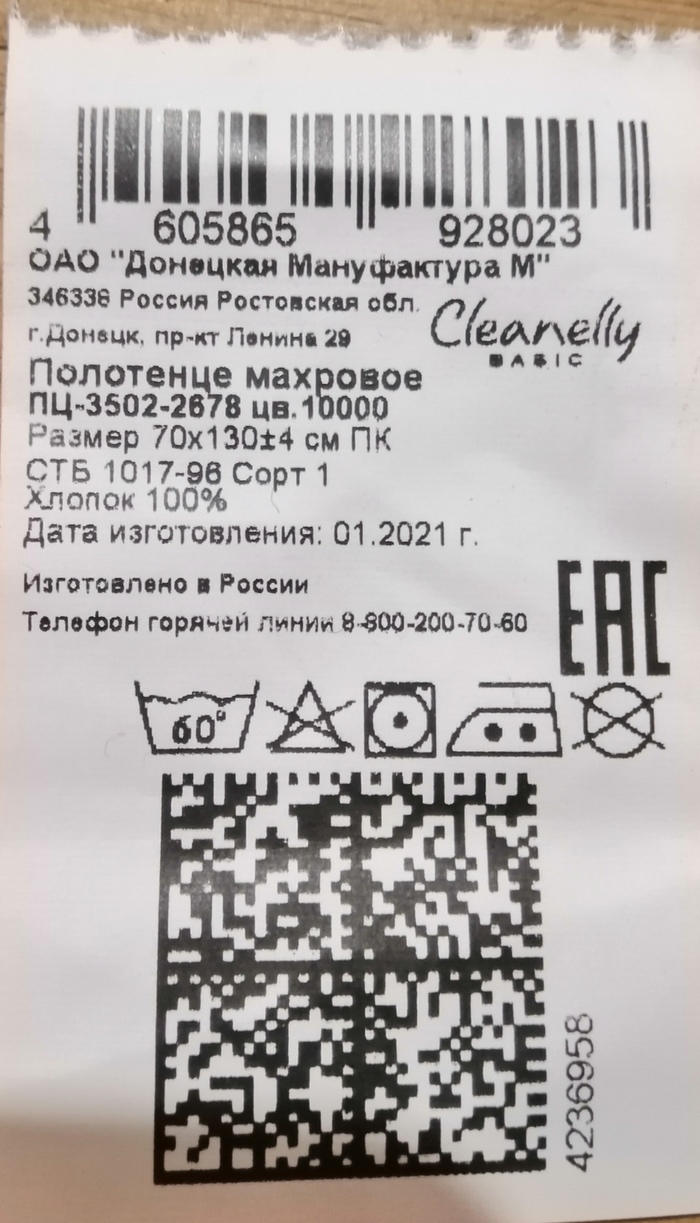 4 605865 928023
ОАО "Донецкая Мануфактура М"
346338 Россия Ростовская обл.
г.Донецк, пр-кт Ленина 29
Cleanelly
BASIC
Полотенце махровое
ПЦ-3502-2678 цв.10000
Размер 70х130±4 см ПК
СТБ 1017-96 Сорт 1
Хлопок 100%
Дата изготовления: 01.2021 г.
Изготовлено в России
Телефон горячей линии 8-800-200-70-60
EAC
60°
4236958